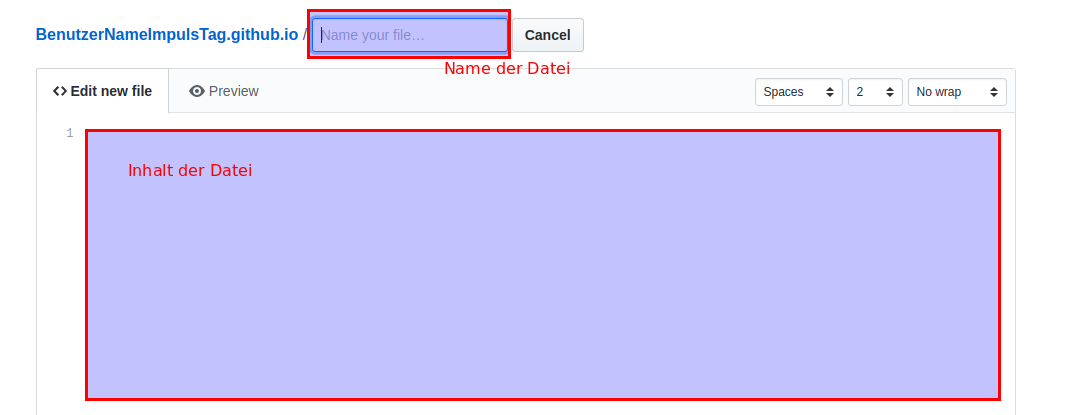 BenutzerNameImpulsTag.github.io / Name your file... Cancel
Name der Datei
Edit new file Preview Spaces 2 No wrap
1
Inhalt der Datei